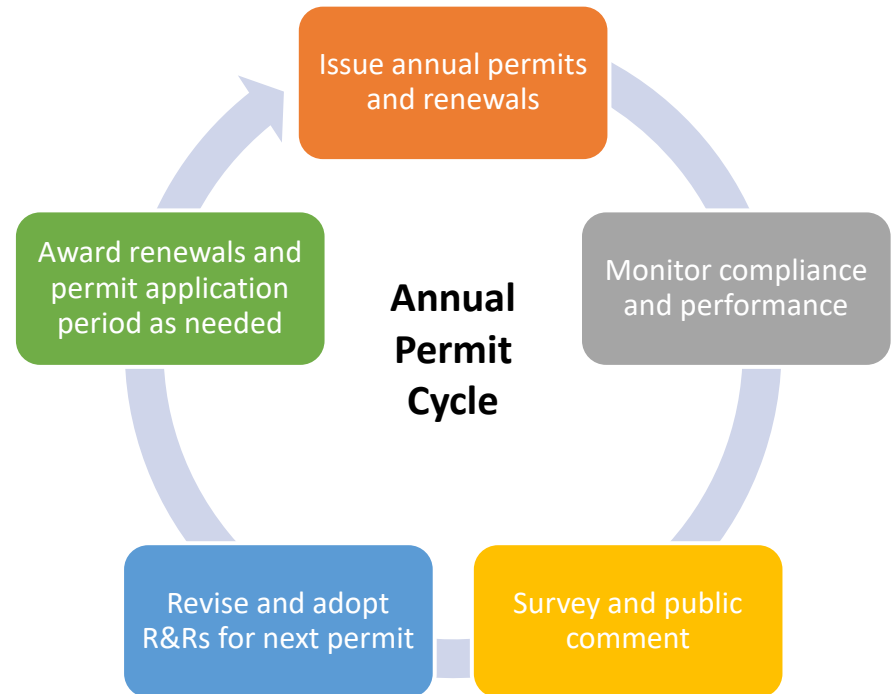 Issue annual permits
and renewals
Monitor compliance
and performance
Survey and public
comment
Revise and adopt
R&Rs for next permit
Award renewals and
permit application
period as needed
Annual
Permit
Cycle